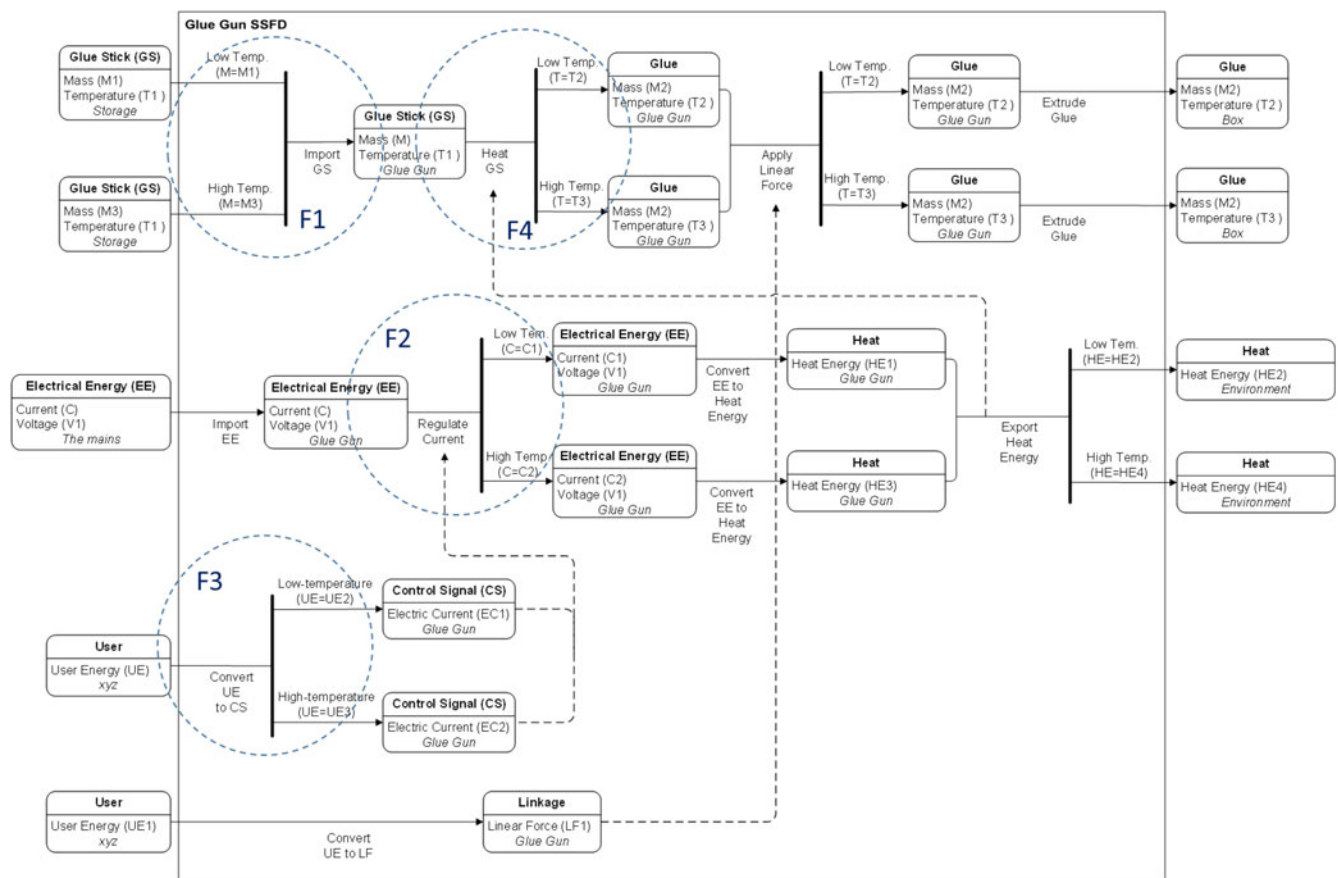 Glue Gun SSFD
Glue Stick (GS)
Mass (M1)
Temperature (T1 )
Storage
Low Temp.
(M=M1)
Glue Stick (GS)
Mass (M3)
Temperature (T1 )
Storage
High Temp.
(M=M3)
F1
Import
GS
Glue Stick (GS)
Mass (M)
Temperature (T1 )
Glue Gun
Heat
GS
F4
Low Temp.
(T=T2)
High Temp.
(T=T3)
Glue
Mass (M2)
Temperature (T2 )
Glue Gun
Glue
Mass (M2)
Temperature (T3 )
Glue Gun
Apply
Linear
Force
Low Temp.
(T=T2)
High Temp.
(T=T3)
Glue
Mass (M2)
Temperature (T2 )
Glue Gun
Glue
Mass (M2)
Temperature (T3 )
Glue Gun
Extrude
Glue
Extrude
Glue
Glue
Mass (M2)
Temperature (T2 )
Box
Glue
Mass (M2)
Temperature (T3 )
Box
Electrical Energy (EE)
Current (C)
Voltage (V1)
The mains
Import
EE
Electrical Energy (EE)
Current (C)
Voltage (V1)
Glue Gun
F2
Regulate
Current
Low Tem.
(C=C1)
High Temp.
(C=C2)
Electrical Energy (EE)
Current (C1)
Voltage (V1)
Glue Gun
Electrical Energy (EE)
Current (C2)
Voltage (V1)
Glue Gun
Convert
EE to
Heat
Energy
Convert
EE to
Heat
Energy
Heat
Heat Energy (HE1)
Glue Gun
Heat
Heat Energy (HE3)
Glue Gun
Export
Heat
Energy
Low Tem.
(HE=HE2)
High Temp.
(HE=HE4)
Heat
Heat Energy (HE2)
Environment
Heat
Heat Energy (HE4)
Environment
F3
User
User Energy (UE)
xyz
Convert
UE
to CS
Low-temperature
(UE=UE2)
High-temperature
(UE=UE3)
Control Signal (CS)
Electric Current (EC1)
Glue Gun
Control Signal (CS)
Electric Current (EC2)
Glue Gun
User
User Energy (UE1)
xyz
Convert
UE to LF
Linkage
Linear Force (LF1)
Glue Gun